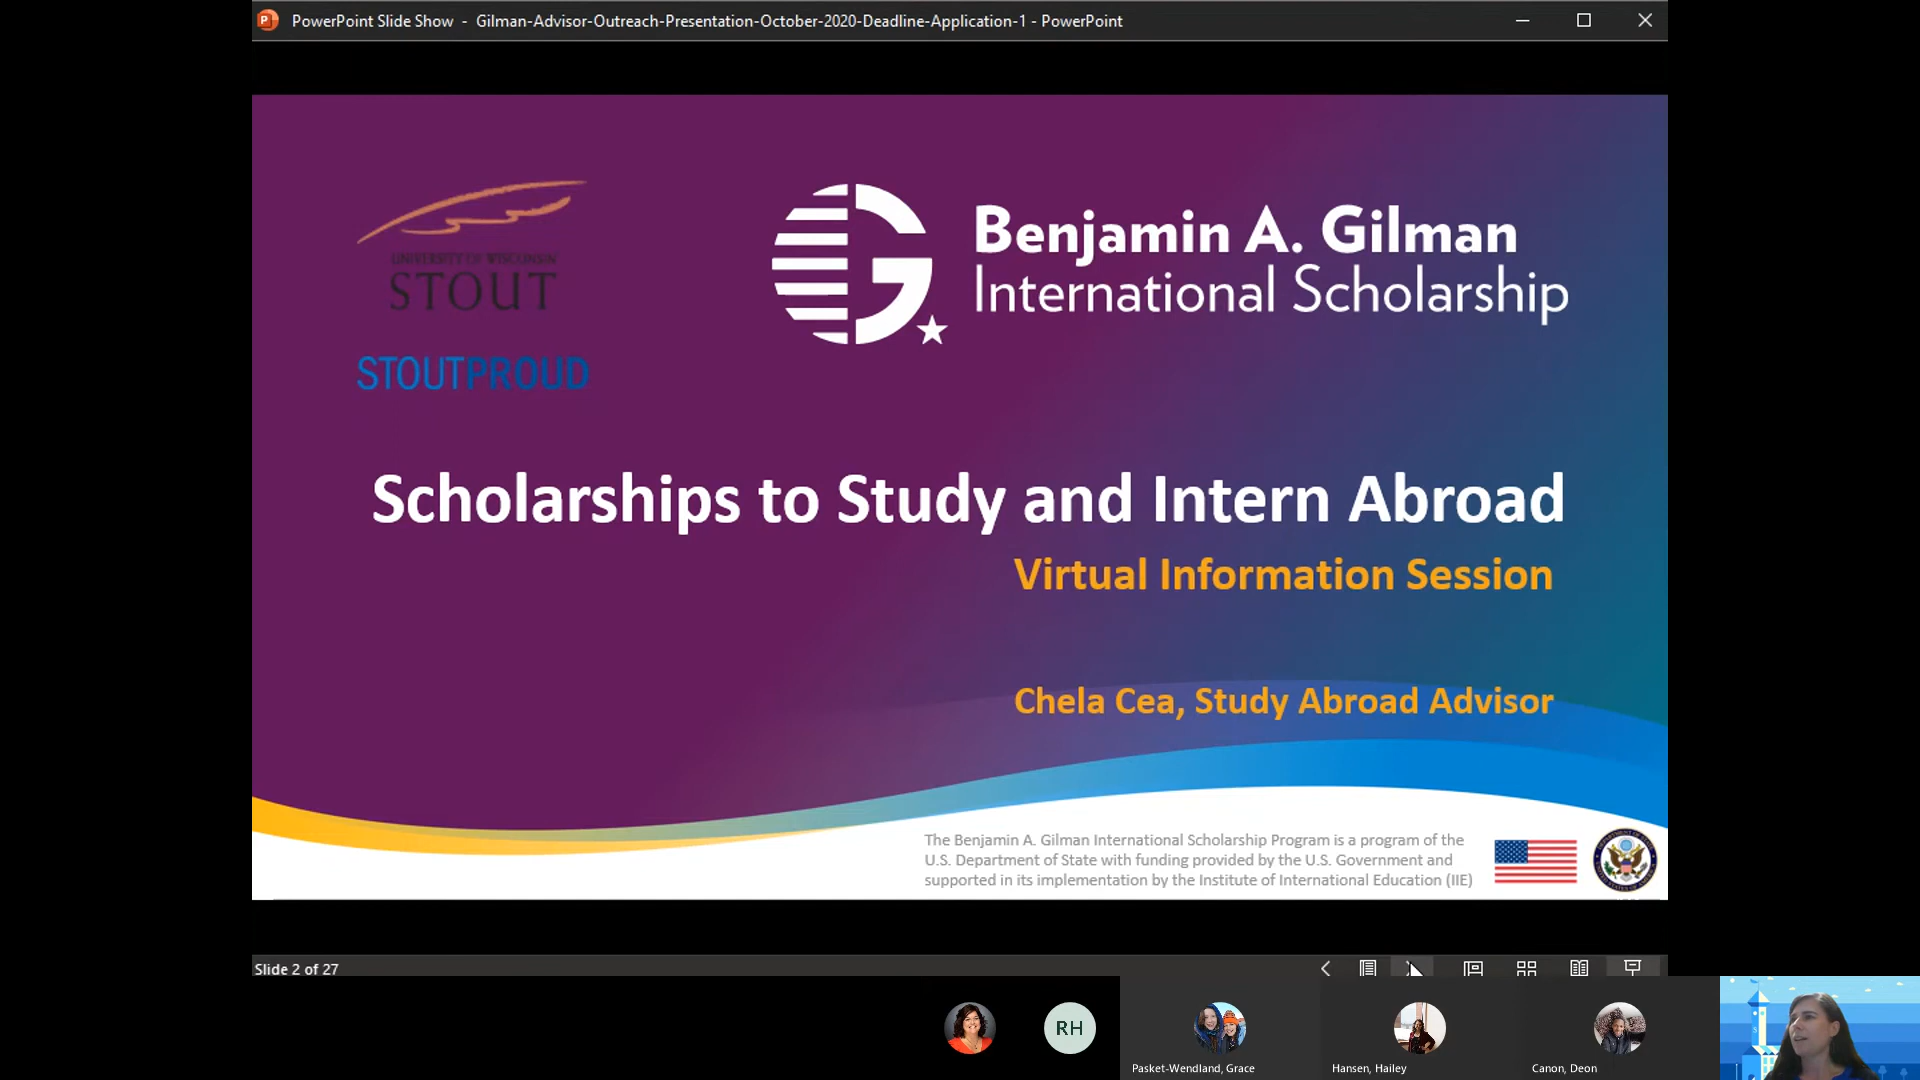 PowerPoint Slide Show - Gilman-Advisor-Outreach-Presentation-October-2020-Deadline-Application-1 - PowerPoint
UNIVERSITY OF WISCONSIN
STOUT
STOUTPROUD
Benjamin A. Gilman
International Scholarship
Scholarships to Study and Intern Abroad
Virtual Information Session
Chela Cea, Study Abroad Advisor
The Benjamin A. Gilman International Scholarship Program is a program of the
U.S. Department of State with funding provided by the U.S. Government and
supported in its implementation by the Institute of International Education (IIE)
Slide 2 of 27
RH
Pasket-Wendland, Grace
Hansen, Hailey
Canon, Deon